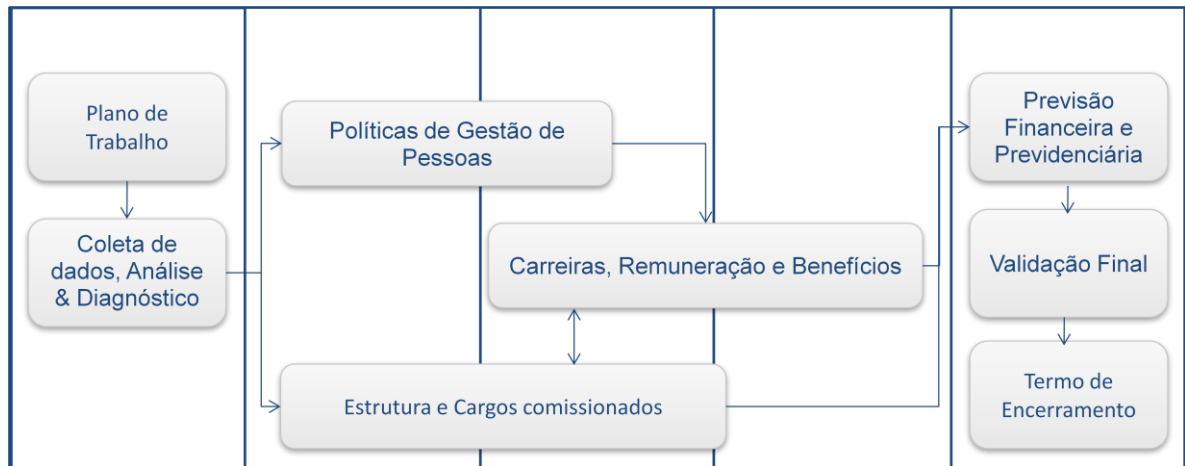 Plano de
Trabalho
Coleta de
dados, Análise
& Diagnóstico
Políticas de Gestão de
Pessoas
Carreiras, Remuneração e Benefícios
Estrutura e Cargos comissionados
Previsão
Financeira e
Previdenciária
Validação Final
Termo de
Encerramento